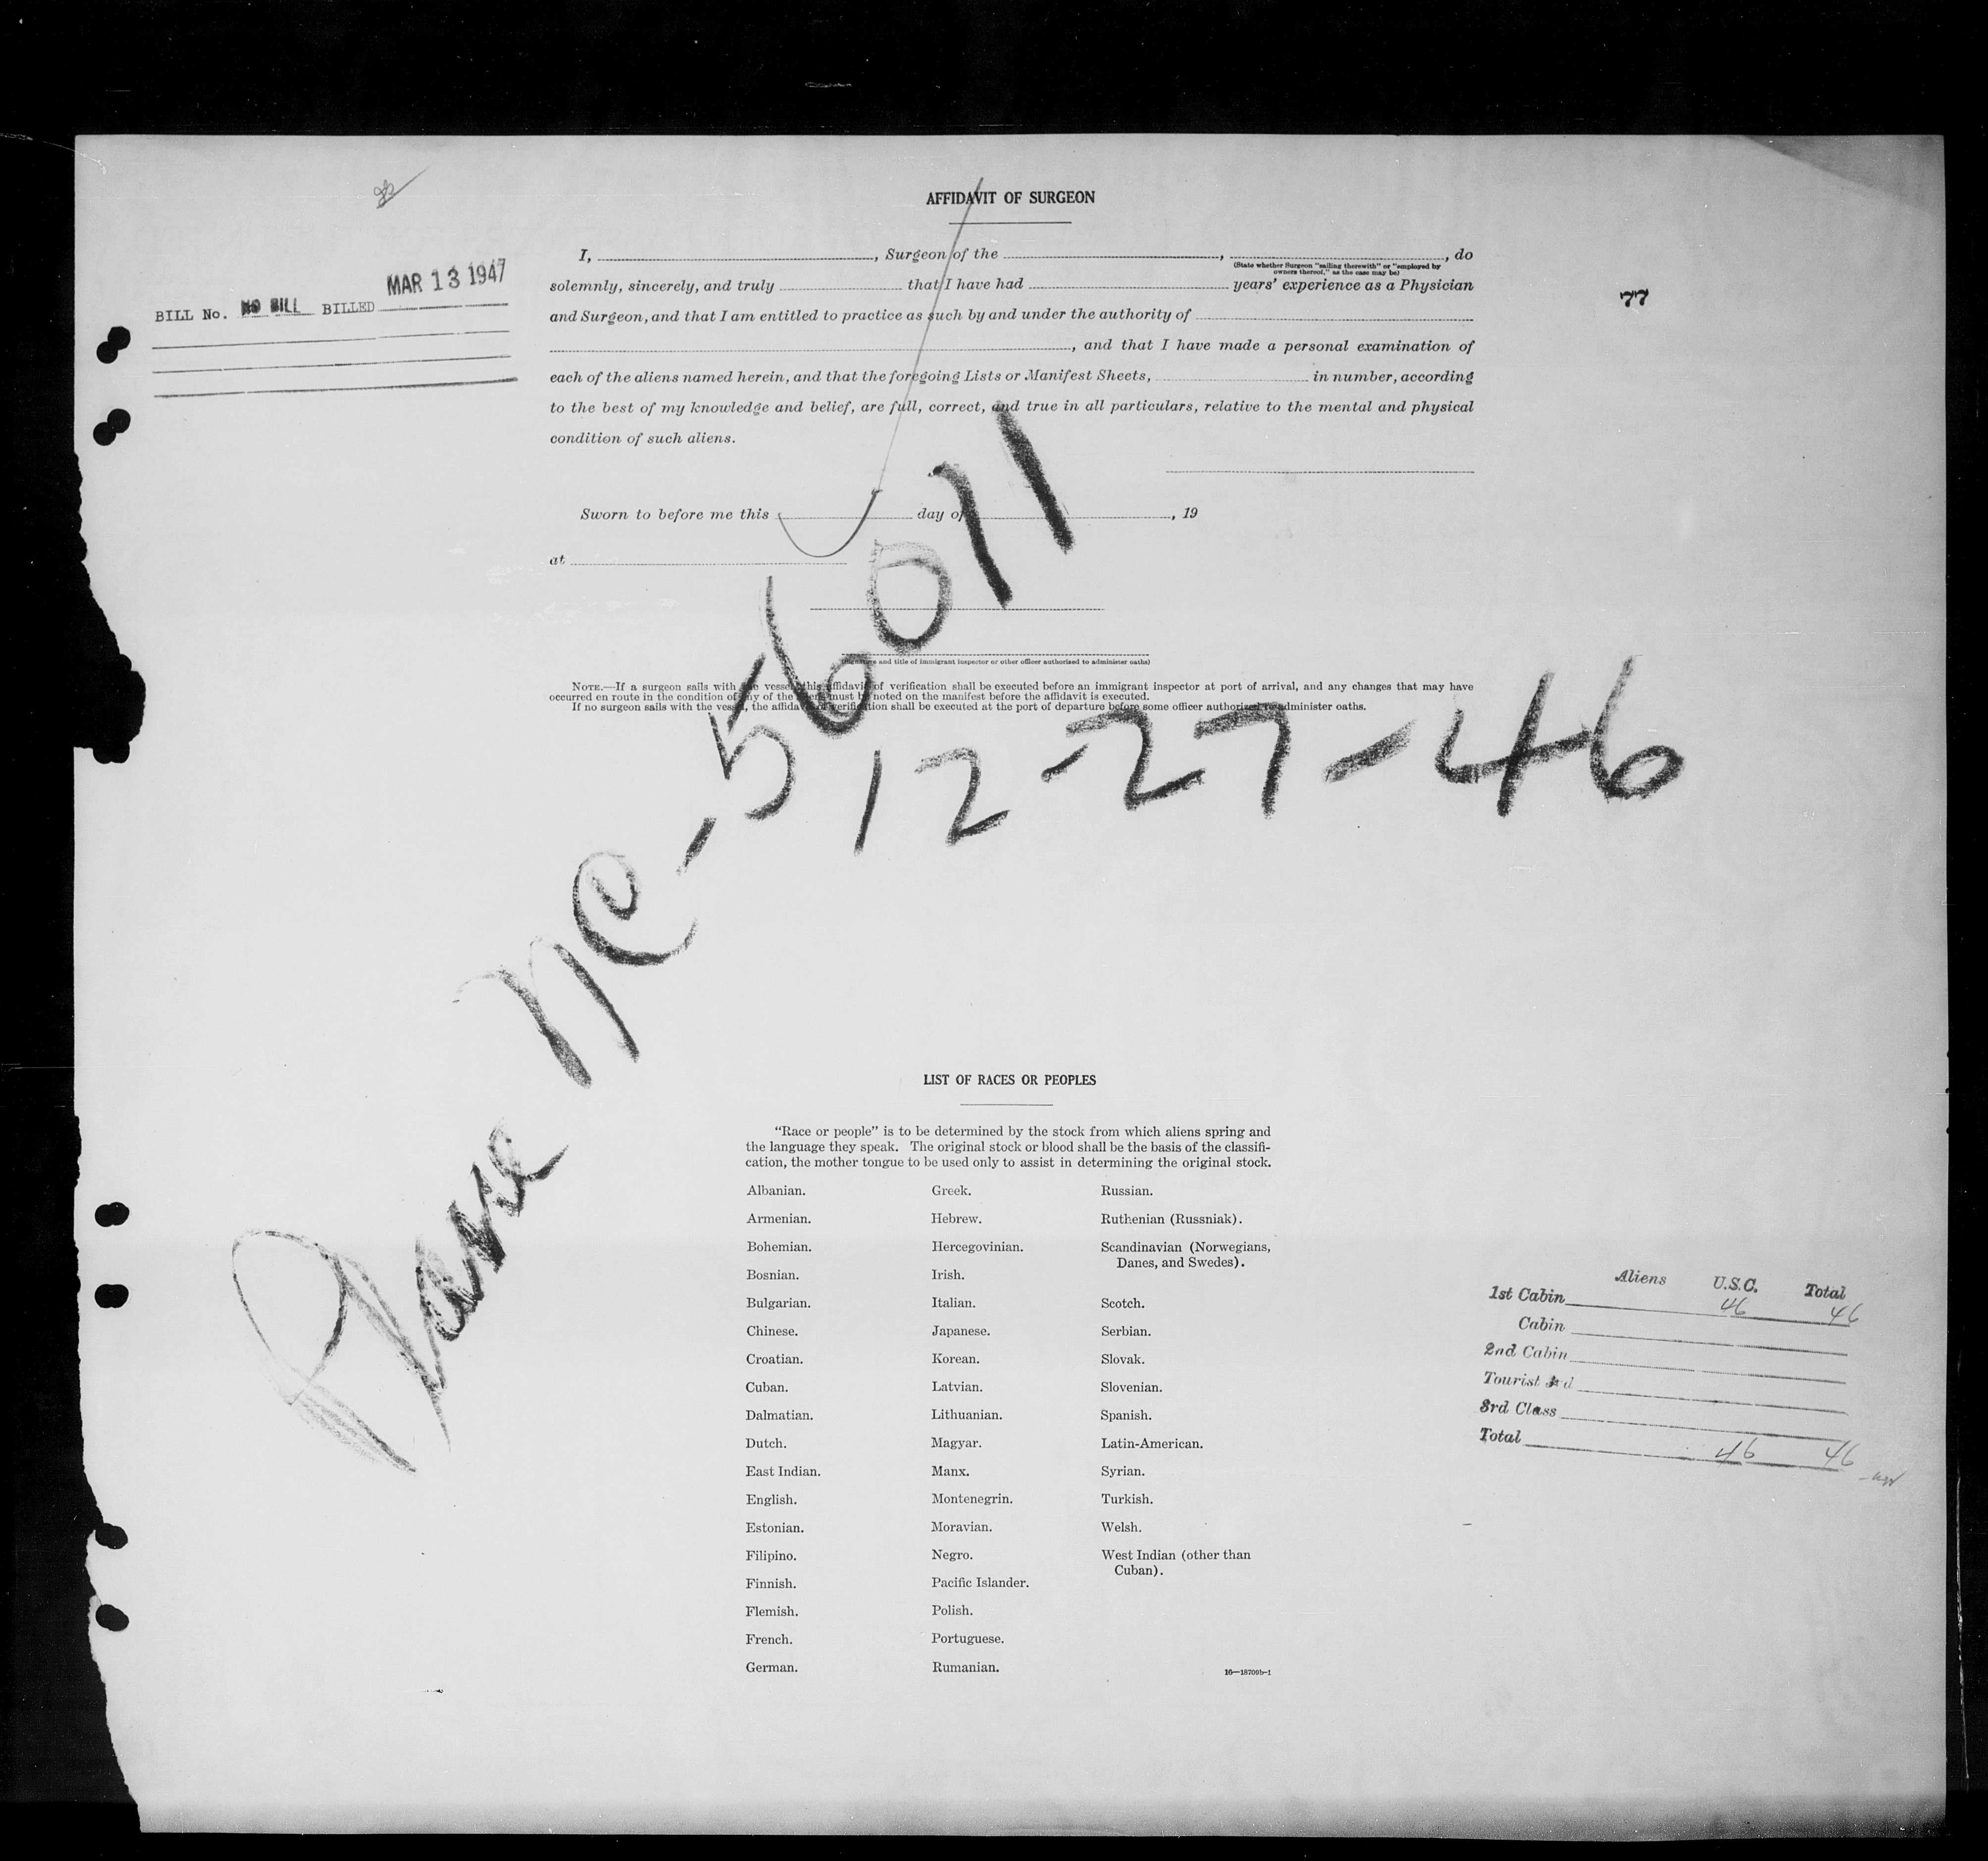 AFFIDAVIT OF SURGEON
I, , Surgeon of the , , do
(State whether Surgeon "sailing therewith" or "employed by
owners thereof," as the case may be)
solemnly, sincerely, and truly that I have had years' experience as a Physician
and Surgeon, and that I am entitled to practice as such by and under the authority of
, and that I have made a personal examination of
each of the aliens named herein, and that the foregoing Lists or Manifest Sheets, in number, according
to the best of my knowledge and belief, are full, correct, and true in all particulars, relative to the mental and physical
condition of such aliens.
MAR 13 1947
BILL No. NO BILL BILLED
77
Sworn to before me this day of , 19
at
(Signature and title of immigrant inspector or other officer authorized to administer oaths)
NOTE.—If a surgeon sails with the vessel, this affidavit of verification shall be executed before an immigrant inspector at port of arrival, and any changes that may have
occurred en route in the condition of any of the aliens must be noted on the manifest before the affidavit is executed.
If no surgeon sails with the vessel, the affidavit of verification shall be executed at the port of departure before some officer authorized to administer oaths.
Plane NC-56011
12-27-46
LIST OF RACES OR PEOPLES
"Race or people" is to be determined by the stock from which aliens spring and
the language they speak. The original stock or blood shall be the basis of the classifi-
cation, the mother tongue to be used only to assist in determining the original stock.
Albanian.
Armenian.
Bohemian.
Bosnian.
Bulgarian.
Chinese.
Croatian.
Cuban.
Dalmatian.
Dutch.
East Indian.
English.
Estonian.
Filipino.
Finnish.
Flemish.
French.
German.
Greek.
Hebrew.
Hercegovinian.
Irish.
Italian.
Japanese.
Korean.
Latvian.
Lithuanian.
Magyar.
Manx.
Montenegrin.
Moravian.
Negro.
Pacific Islander.
Polish.
Portuguese.
Rumanian.
Russian.
Ruthenian (Russniak).
Scandinavian (Norwegians,
Danes, and Swedes).
Scotch.
Serbian.
Slovak.
Slovenian.
Spanish.
Latin-American.
Syrian.
Turkish.
Welsh.
West Indian (other than
Cuban).
16—18709b-1
Aliens U.S.C. Total
1st Cabin 46 46
Cabin
2nd Cabin
Tourist 3rd
3rd Class
Total 46 46